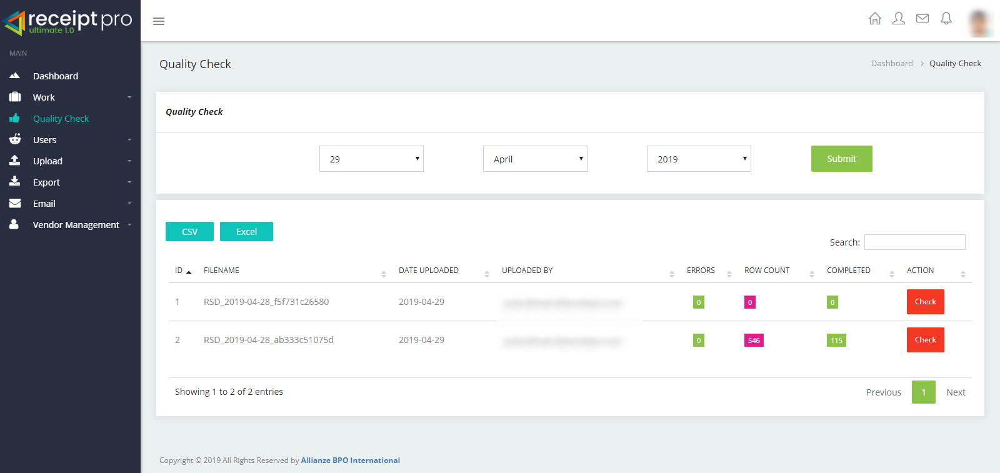 receipt pro
ultimate 1.0
MAIN
Dashboard
Work
Quality Check
Users
Upload
Export
Email
Vendor Management
Quality Check
Dashboard > Quality Check
Quality Check
29 April 2019 Submit
CSV Excel
Search:
ID FILENAME DATE UPLOADED UPLOADED BY ERRORS ROW COUNT COMPLETED ACTION
1 RSD_2019-04-28_f5f731c26580 2019-04-29 0 0 0 Check
2 RSD_2019-04-28_ab333c51075d 2019-04-29 0 546 115 Check
Showing 1 to 2 of 2 entries
Previous 1 Next
Copyright © 2019 All Rights Reserved by Allianze BPO International